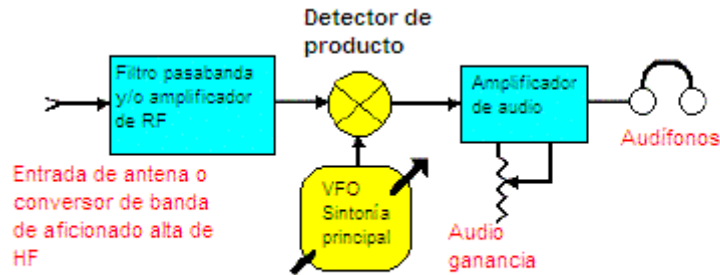 Detector de
producto
Filtro pasabanda
y/o amplificador
de RF
Amplificador
de audio
Audífonos
Entrada de antena o
conversor de banda
de aficionado alta de
HF
VFO
Sintonía
principal
Audio
ganancia